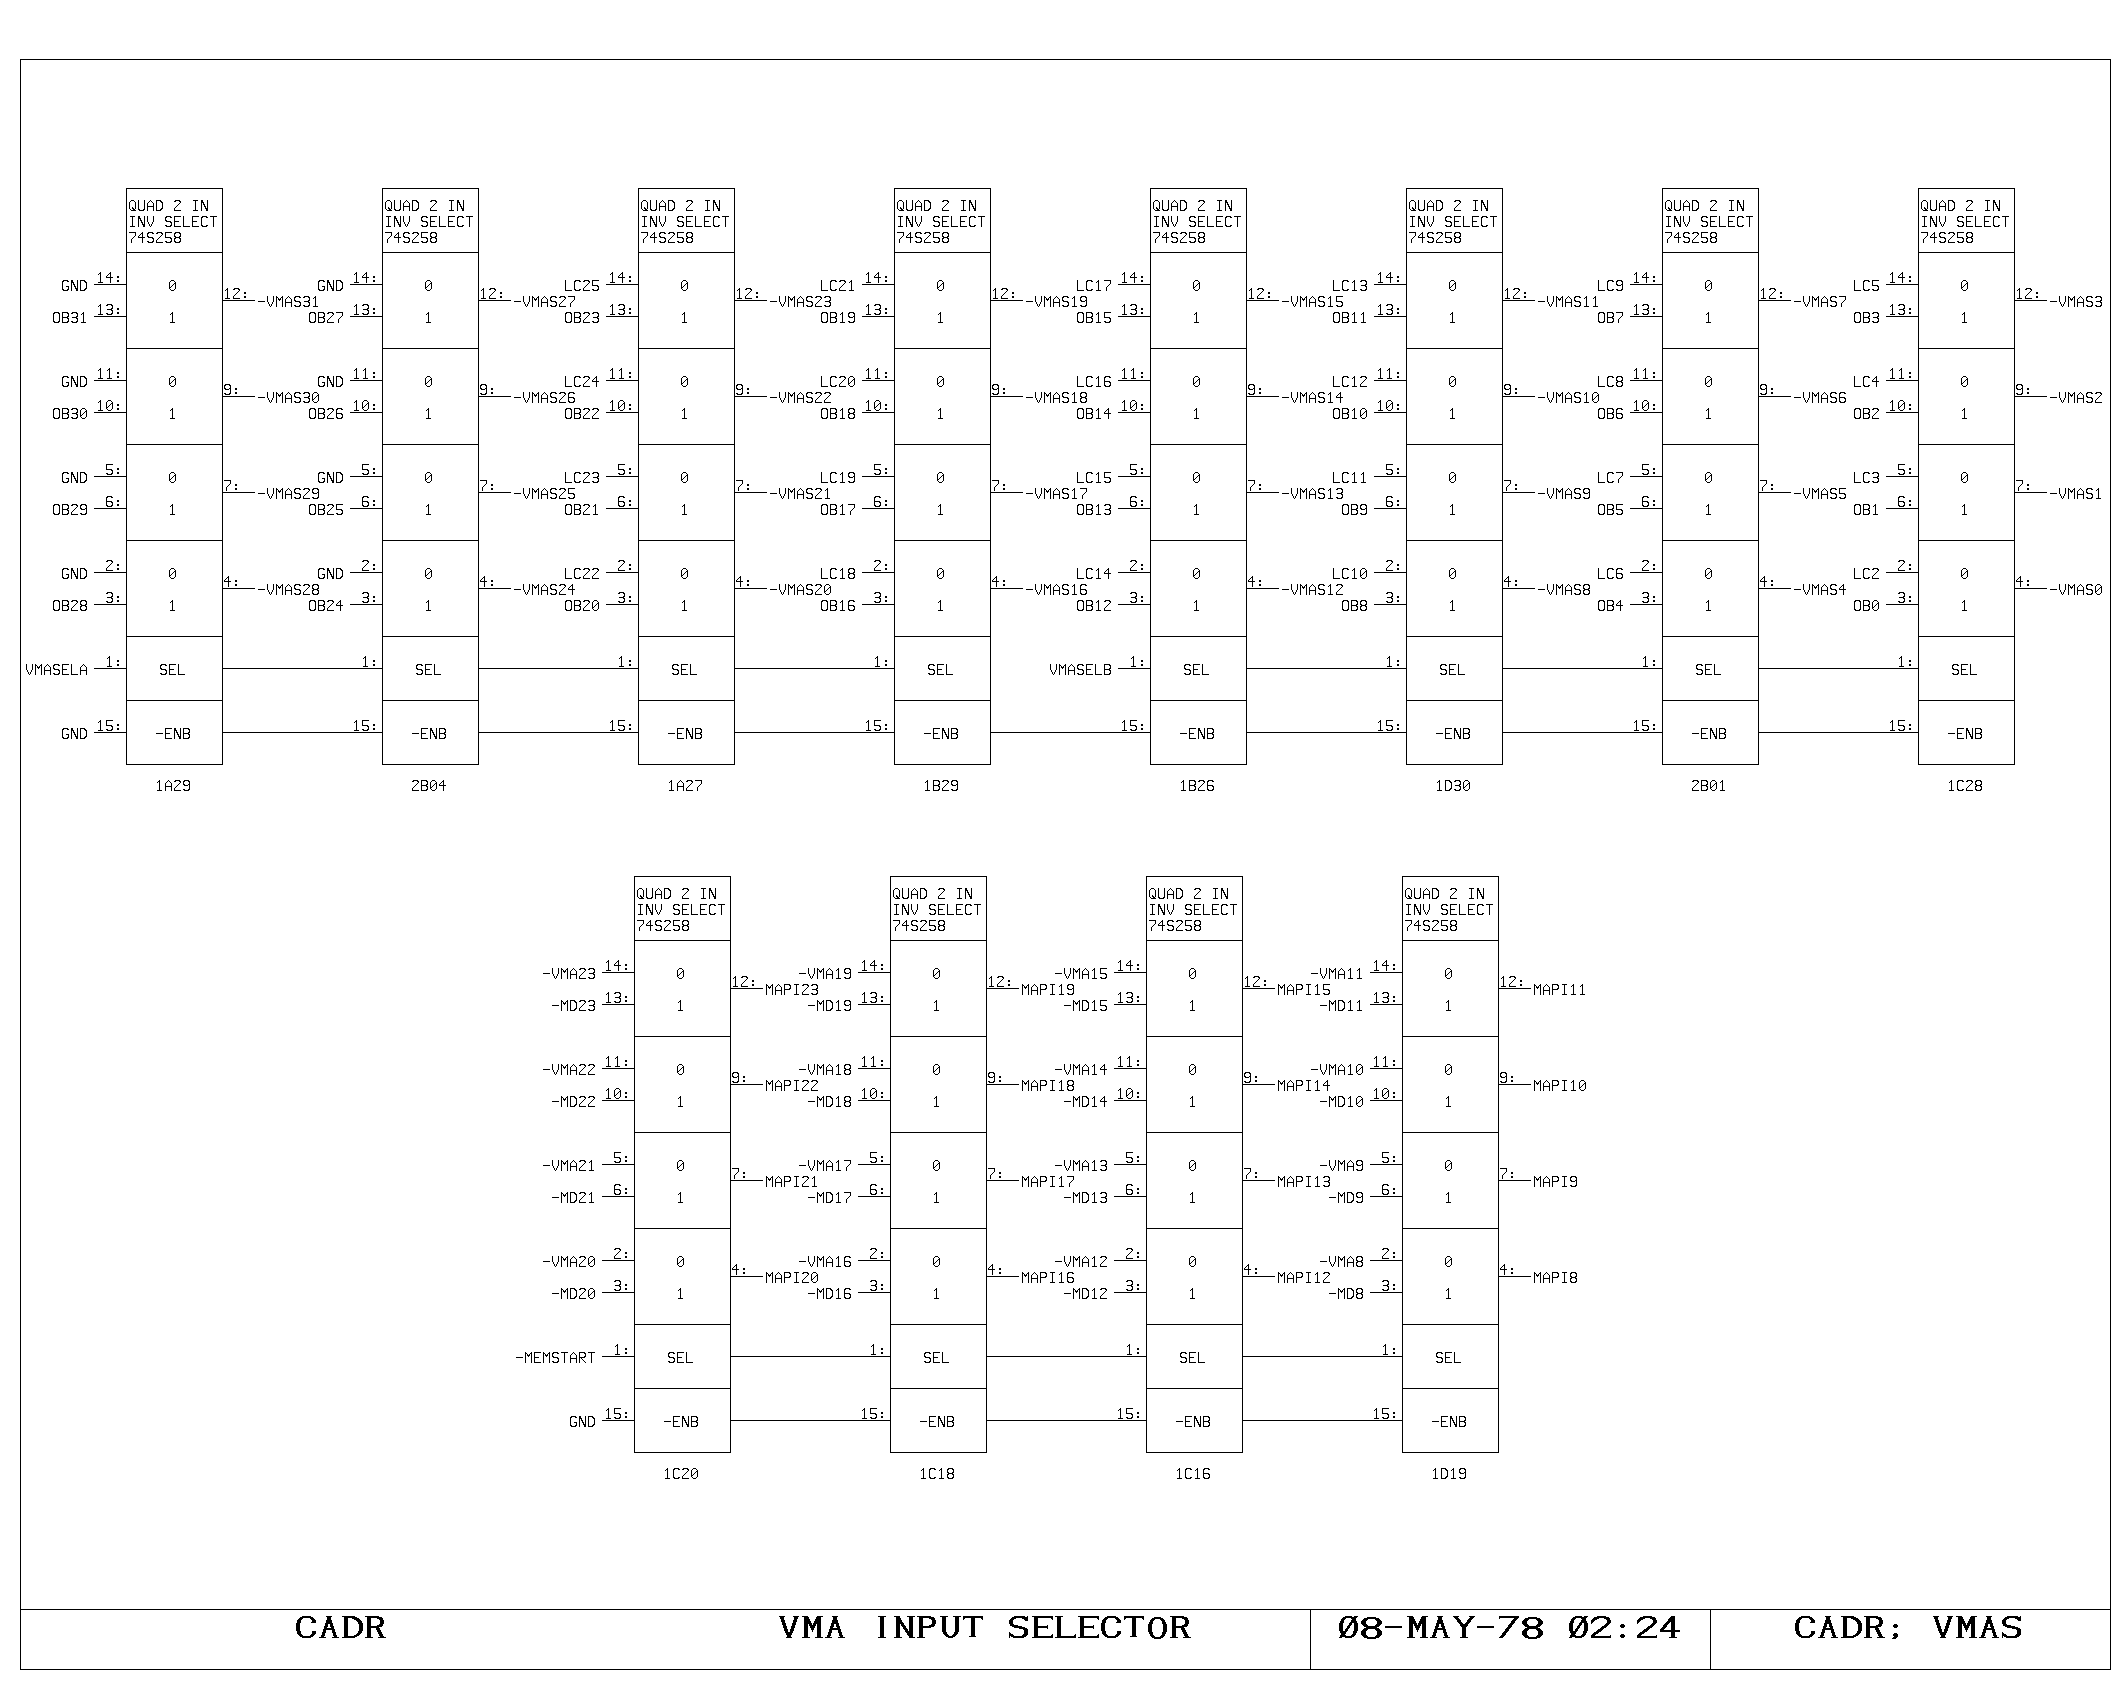 QUAD 2 IN QUAD 2 IN QUAD 2 IN QUAD 2 IN QUAD 2 IN QUAD 2 IN QUAD 2 IN QUAD 2 IN
INV SELECT INV SELECT INV SELECT INV SELECT INV SELECT INV SELECT INV SELECT INV SELECT
74S258 74S258 74S258 74S258 74S258 74S258 74S258 74S258
GND 14: 0 GND 14: 0 LC25 14: 0 LC21 14: 0 LC17 14: 0 LC13 14: 0 LC9 14: 0 LC5 14: 0
12: -VMAS31 12: -VMAS27 12: -VMAS23 12: -VMAS19 12: -VMAS15 12: -VMAS11 12: -VMAS7 12: -VMAS3
OB31 13: 1 OB27 13: 1 OB23 13: 1 OB19 13: 1 OB15 13: 1 OB11 13: 1 OB7 13: 1 OB3 13: 1
GND 11: 0 GND 11: 0 LC24 11: 0 LC20 11: 0 LC16 11: 0 LC12 11: 0 LC8 11: 0 LC4 11: 0
9: -VMAS30 9: -VMAS26 9: -VMAS22 9: -VMAS18 9: -VMAS14 9: -VMAS10 9: -VMAS6 9: -VMAS2
OB30 10: 1 OB26 10: 1 OB22 10: 1 OB18 10: 1 OB14 10: 1 OB10 10: 1 OB6 10: 1 OB2 10: 1
GND 5: 0 GND 5: 0 LC23 5: 0 LC19 5: 0 LC15 5: 0 LC11 5: 0 LC7 5: 0 LC3 5: 0
7: -VMAS29 7: -VMAS25 7: -VMAS21 7: -VMAS17 7: -VMAS13 7: -VMAS9 7: -VMAS5 7: -VMAS1
OB29 6: 1 OB25 6: 1 OB21 6: 1 OB17 6: 1 OB13 6: 1 OB9 6: 1 OB5 6: 1 OB1 6: 1
GND 2: 0 GND 2: 0 LC22 2: 0 LC18 2: 0 LC14 2: 0 LC10 2: 0 LC6 2: 0 LC2 2: 0
4: -VMAS28 4: -VMAS24 4: -VMAS20 4: -VMAS16 4: -VMAS12 4: -VMAS8 4: -VMAS4 4: -VMAS0
OB28 3: 1 OB24 3: 1 OB20 3: 1 OB16 3: 1 OB12 3: 1 OB8 3: 1 OB4 3: 1 OB0 3: 1
VMASELA 1: SEL 1: SEL 1: SEL 1: SEL VMASELB 1: SEL 1: SEL 1: SEL 1: SEL
GND 15: -ENB 15: -ENB 15: -ENB 15: -ENB 15: -ENB 15: -ENB 15: -ENB 15: -ENB
1A29 2B04 1A27 1B29 1B26 1D30 2B01 1C28
QUAD 2 IN QUAD 2 IN QUAD 2 IN QUAD 2 IN
INV SELECT INV SELECT INV SELECT INV SELECT
74S258 74S258 74S258 74S258
-VMA23 14: 0 -VMA19 14: 0 -VMA15 14: 0 -VMA11 14: 0
12: MAPI23 12: MAPI19 12: MAPI15 12: MAPI11
-MD23 13: 1 -MD19 13: 1 -MD15 13: 1 -MD11 13: 1
-VMA22 11: 0 -VMA18 11: 0 -VMA14 11: 0 -VMA10 11: 0
9: MAPI22 9: MAPI18 9: MAPI14 9: MAPI10
-MD22 10: 1 -MD18 10: 1 -MD14 10: 1 -MD10 10: 1
-VMA21 5: 0 -VMA17 5: 0 -VMA13 5: 0 -VMA9 5: 0
7: MAPI21 7: MAPI17 7: MAPI13 7: MAPI9
-MD21 6: 1 -MD17 6: 1 -MD13 6: 1 -MD9 6: 1
-VMA20 2: 0 -VMA16 2: 0 -VMA12 2: 0 -VMA8 2: 0
4: MAPI20 4: MAPI16 4: MAPI12 4: MAPI8
-MD20 3: 1 -MD16 3: 1 -MD12 3: 1 -MD8 3: 1
-MEMSTART 1: SEL 1: SEL 1: SEL 1: SEL
GND 15: -ENB 15: -ENB 15: -ENB 15: -ENB
1C20 1C18 1C16 1D19
CADR VMA INPUT SELECTOR Ø8-MAY-78 Ø2:24 CADR; VMAS